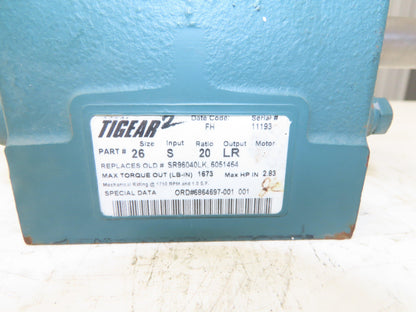 TIGEAR 2 Date Code: Serial #
FH 11193
Size Input Ratio Output Motor
PART # 26 S 20 LR
REPLACES OLD # SR96040LK, 5051454
MAX TORQUE OUT (LB-IN) 1673 Max HP IN 2.83
Mechanical Rating @ 1750 RPM and 1.0 S.F.
SPECIAL DATA ORD#6864697-001 001